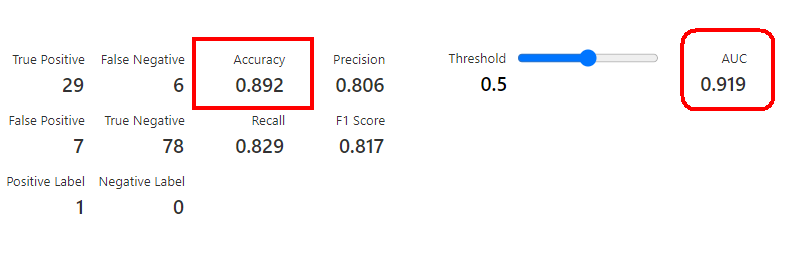 True Positive False Negative Accuracy Precision Threshold AUC
29 6 0.892 0.806 0.5 0.919
False Positive True Negative Recall F1 Score
7 78 0.829 0.817
Positive Label Negative Label
1 0